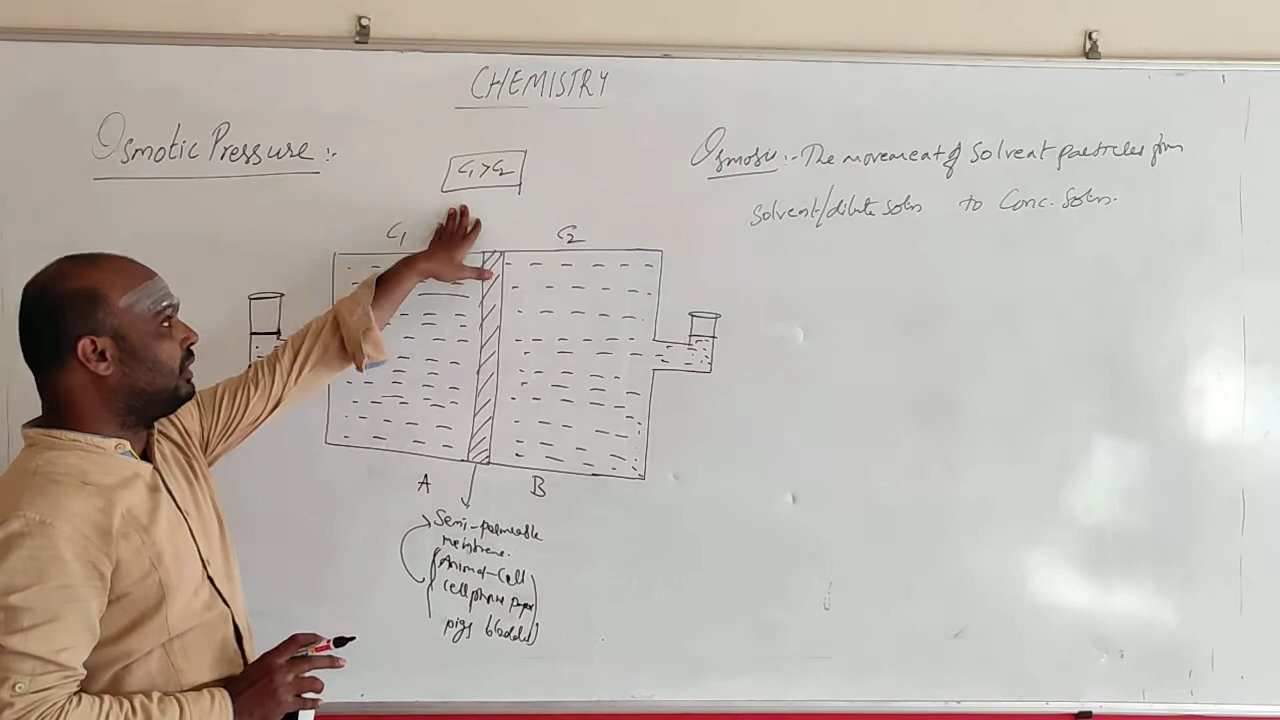 CHEMISTRY
Osmotic Pressure :-
C1 > C2
Osmosis :- The movement of solvent particles from
solvent/dilute soln to Conc. Soln.
C1
C2
A
B
Semi-permeable
membrane.
Animal-Cell
cellphane paper
pigs bladder